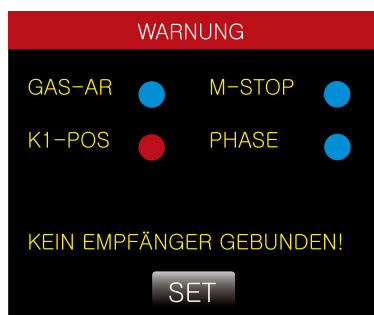 WARNUNG
GAS-AR M-STOP
K1-POS PHASE
KEIN EMPFÄNGER GEBUNDEN!
SET